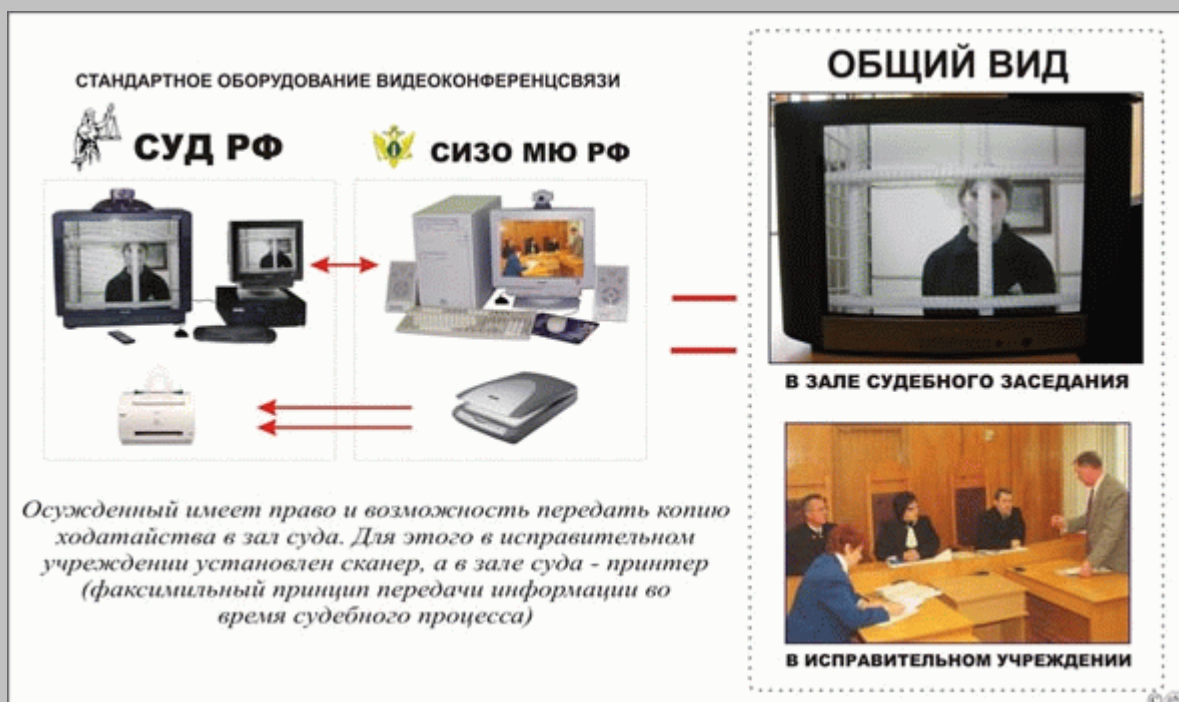 СТАНДАРТНОЕ ОБОРУДОВАНИЕ ВИДЕОКОНФЕРЕНЦСВЯЗИ
СУД РФ
СИЗО МЮ РФ
Осужденный имеет право и возможность передать копию
ходатайства в зал суда. Для этого в исправительном
учреждении установлен сканер, а в зале суда - принтер
(факсимильный принцип передачи информации во
время судебного процесса)
ОБЩИЙ ВИД
В ЗАЛЕ СУДЕБНОГО ЗАСЕДАНИЯ
В ИСПРАВИТЕЛЬНОМ УЧРЕЖДЕНИИ